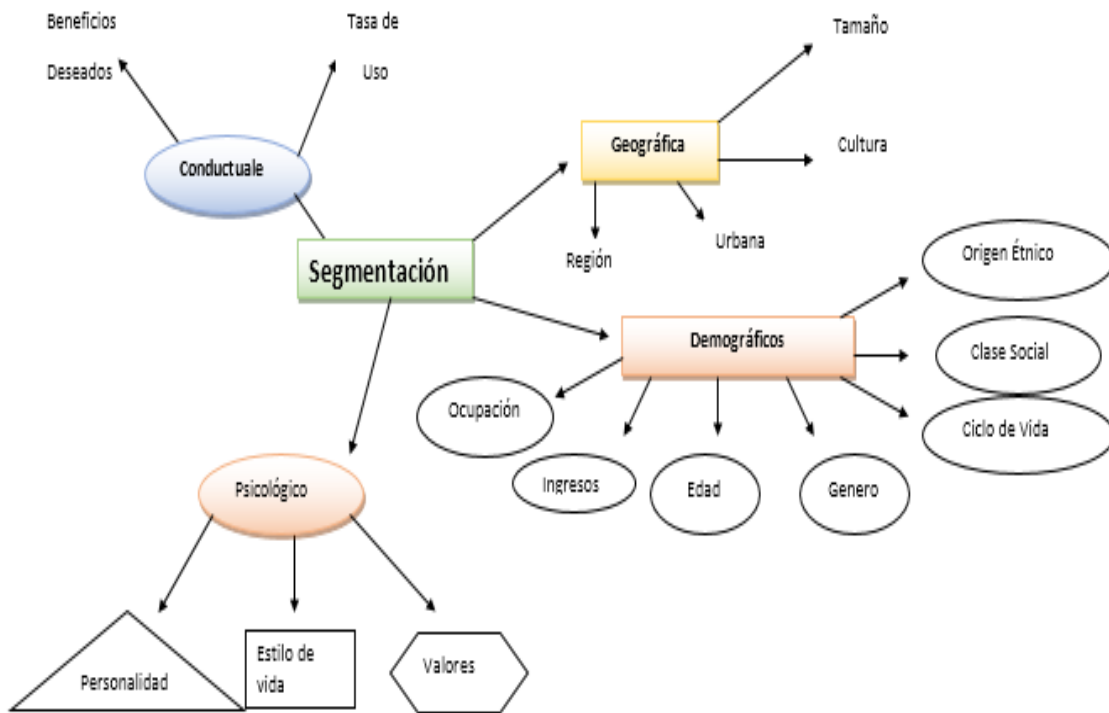 Beneficios
Deseados
Tasa de
Uso
Tamaño
Conductuale
Geográfica
Cultura
Urbana
Región
Segmentación
Origen Étnico
Demográficos
Clase Social
Ocupación
Ciclo de Vida
Ingresos
Edad
Genero
Psicológico
Personalidad
Estilo de
vida
Valores